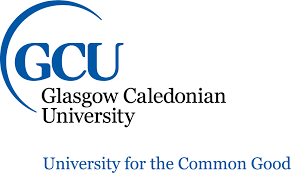 GCU
Glasgow Caledonian
University
University for the Common Good